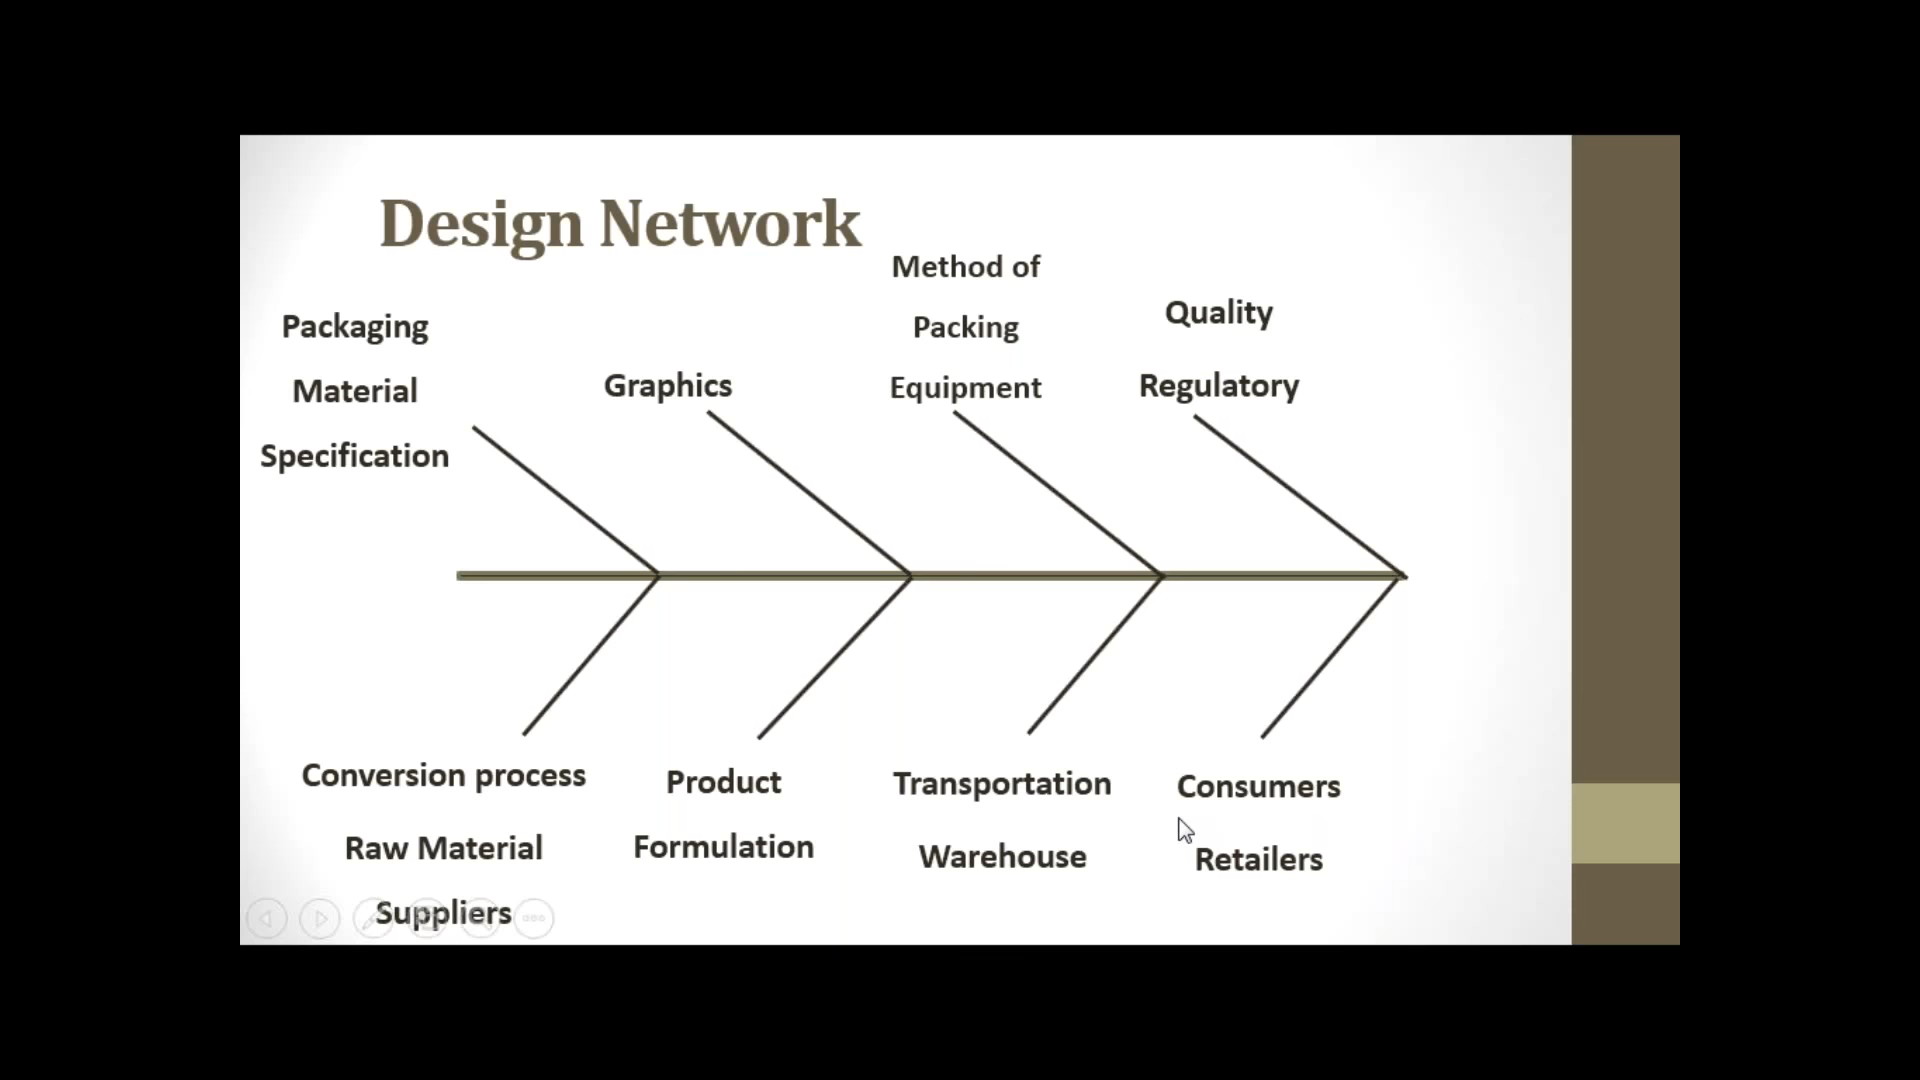 Design Network
Packaging
Material
Specification
Graphics
Method of
Packing
Equipment
Quality
Regulatory
Conversion process
Raw Material
Suppliers
Product
Formulation
Transportation
Warehouse
Consumers
Retailers